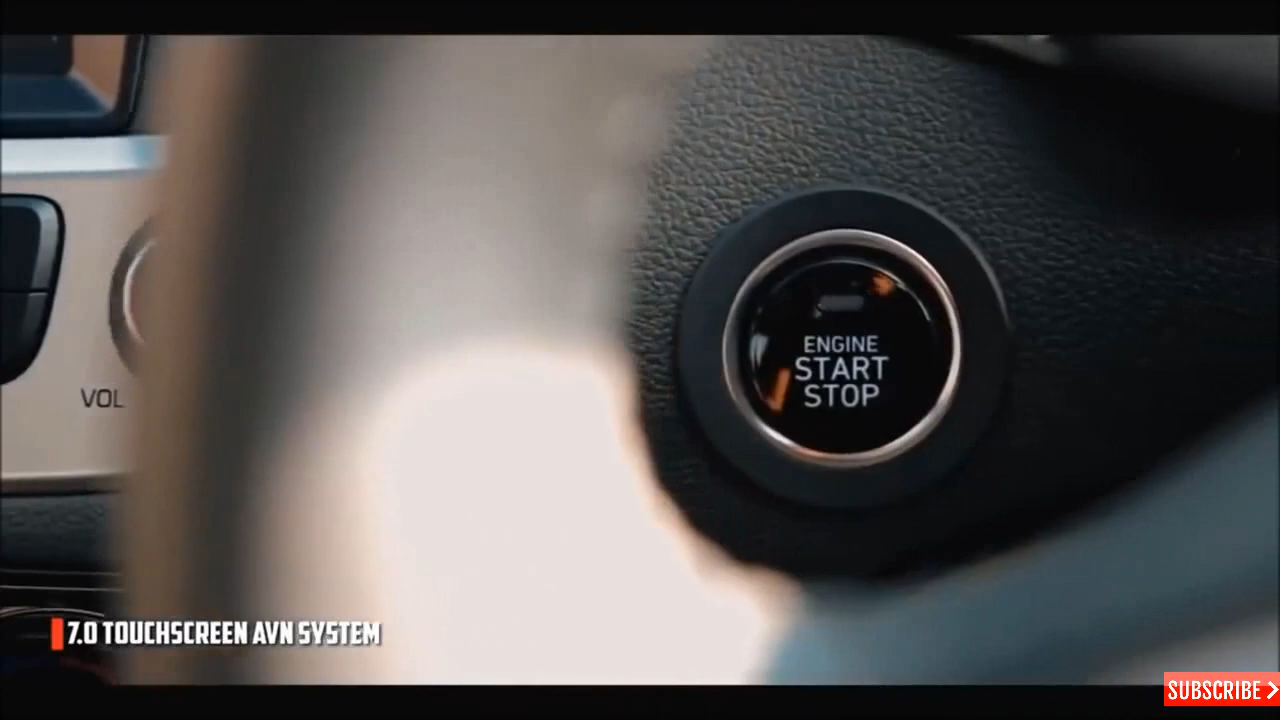 ENGINE
START
STOP
VOL
7.0 TOUCHSCREEN AVN SYSTEM
SUBSCRIBE